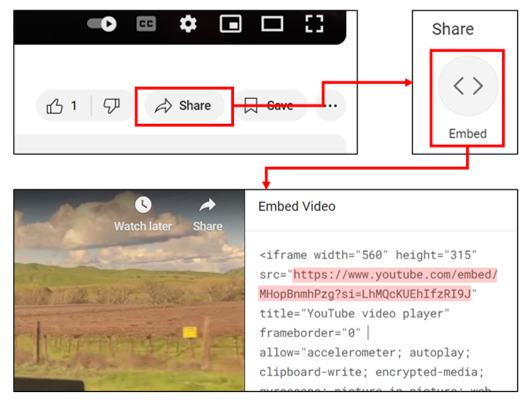 CC
1
Share
Save
Share
Embed
Watch later
Share
Embed Video
<iframe width="560" height="315"
src="https://www.youtube.com/embed/
MHopBnmhPzg?si=LhMQcKUEhIfzRI9J"
title="YouTube video player"
frameborder="0"
allow="accelerometer; autoplay;
clipboard-write; encrypted-media;